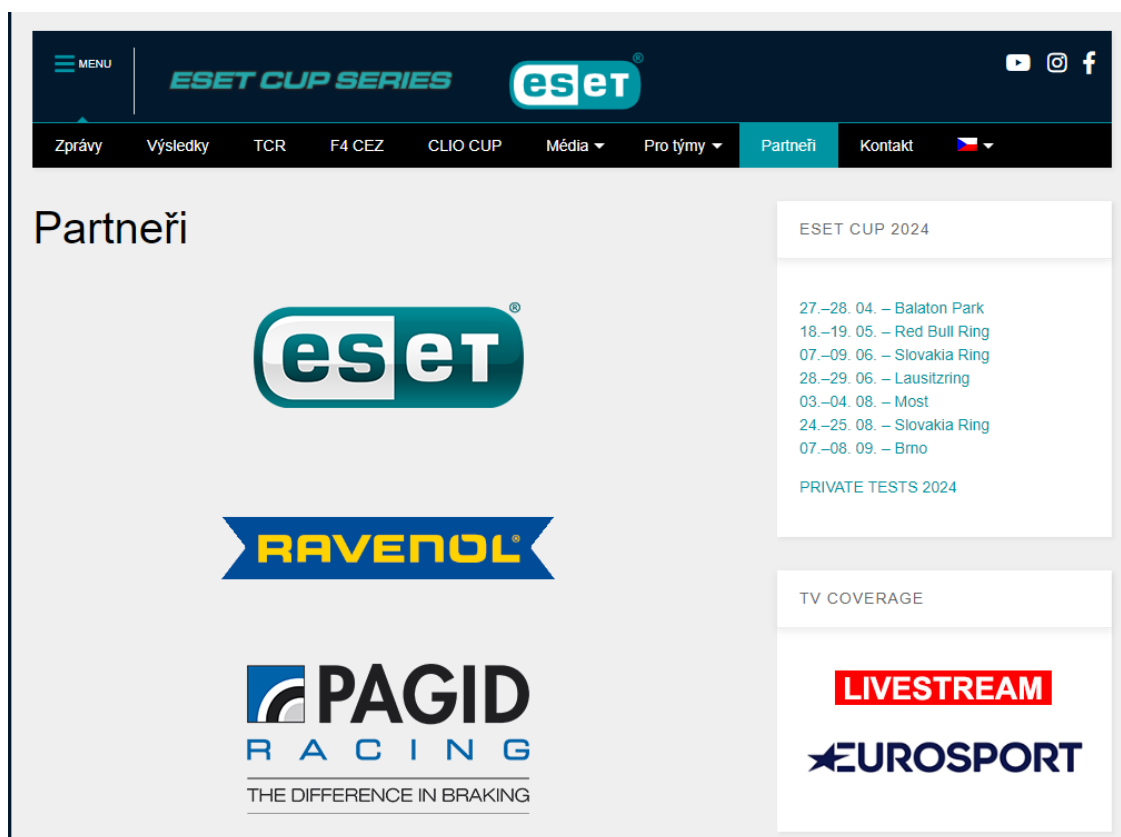 MENU
ESET CUP SERIES
eset®
Zprávy Výsledky TCR F4 CEZ CLIO CUP Média Pro týmy Partneři Kontakt
Partneři
eset®
RAVENOL®
PAGID
RACING
THE DIFFERENCE IN BRAKING
ESET CUP 2024
27.–28. 04. – Balaton Park
18.–19. 05. – Red Bull Ring
07.–09. 06. – Slovakia Ring
28.–29. 06. – Lausitzring
03.–04. 08. – Most
24.–25. 08. – Slovakia Ring
07.–08. 09. – Brno
PRIVATE TESTS 2024
TV COVERAGE
LIVESTREAM
EUROSPORT